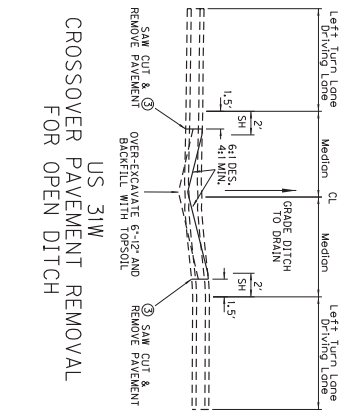 Left Turn Lane
Driving Lane
Median
CL
Median
Left Turn Lane
Driving Lane
1.5'
2'
SH
6:1 DES.
4:1 MIN.
GRADE DITCH
TO DRAIN
2'
SH
1.5'
SAW CUT & ③
REMOVE PAVEMENT
OVER-EXCAVATE 6"-12" AND
BACKFILL WITH TOPSOIL
③ SAW CUT &
REMOVE PAVEMENT
US 31W
CROSSOVER PAVEMENT REMOVAL
FOR OPEN DITCH